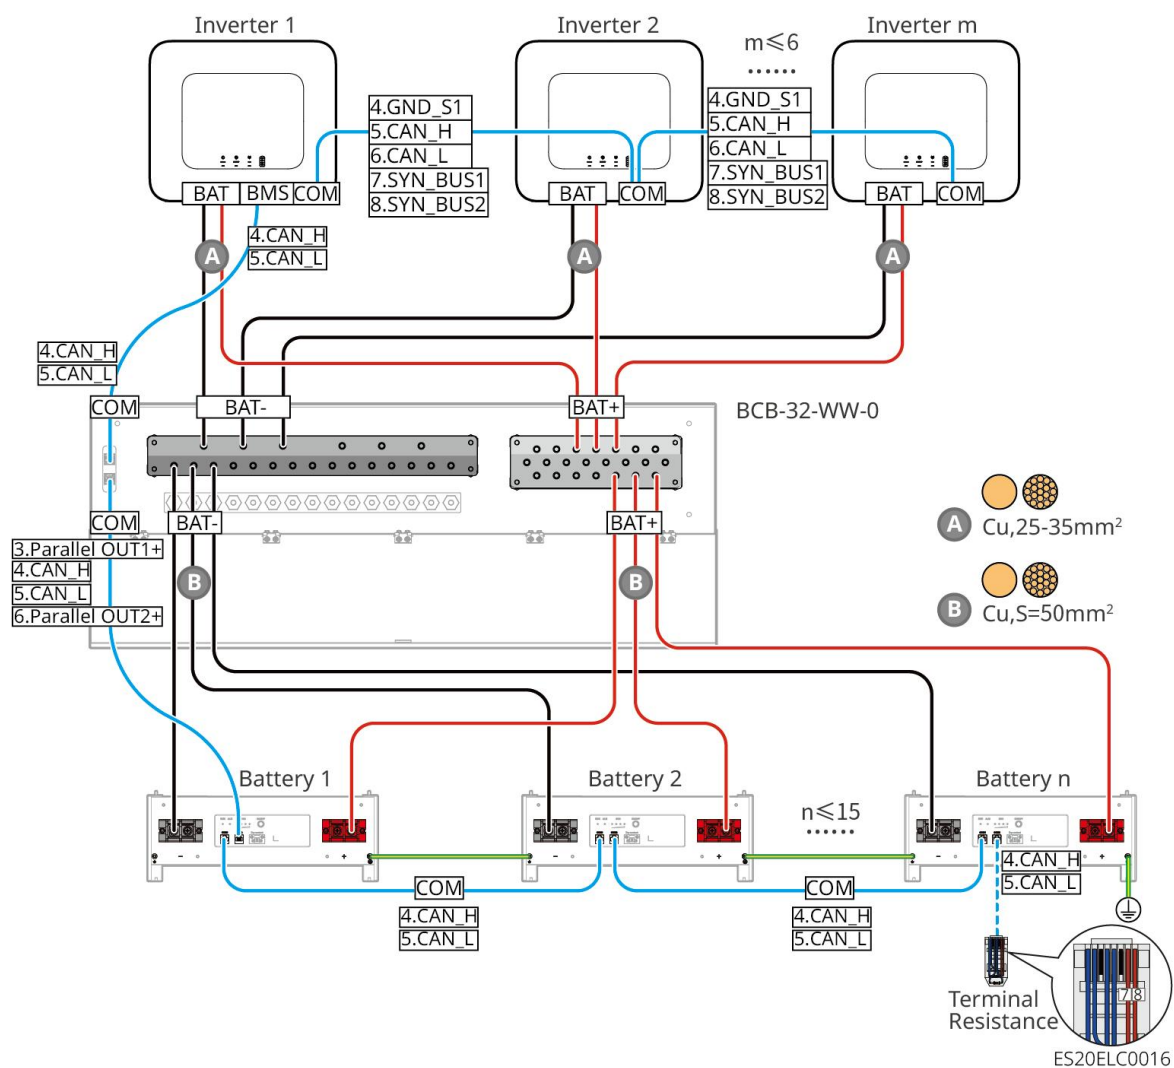 Inverter 1
Inverter 2
Inverter m
m⩽6
4.GND_S1
5.CAN_H
6.CAN_L
7.SYN_BUS1
8.SYN_BUS2
4.GND_S1
5.CAN_H
6.CAN_L
7.SYN_BUS1
8.SYN_BUS2
BAT
BMS
COM
BAT
COM
BAT
COM
4.CAN_H
5.CAN_L
A
A
A
4.CAN_H
5.CAN_L
COM
BAT-
BAT+
BCB-32-WW-0
COM
BAT-
BAT+
3.Parallel OUT1+
4.CAN_H
5.CAN_L
6.Parallel OUT2+
B
B
A
Cu,25-35mm²
B
Cu,S=50mm²
Battery 1
Battery 2
Battery n
n⩽15
-
+
-
+
-
+
COM
4.CAN_H
5.CAN_L
COM
4.CAN_H
5.CAN_L
4.CAN_H
5.CAN_L
7 8
Terminal
Resistance
ES20ELC0016